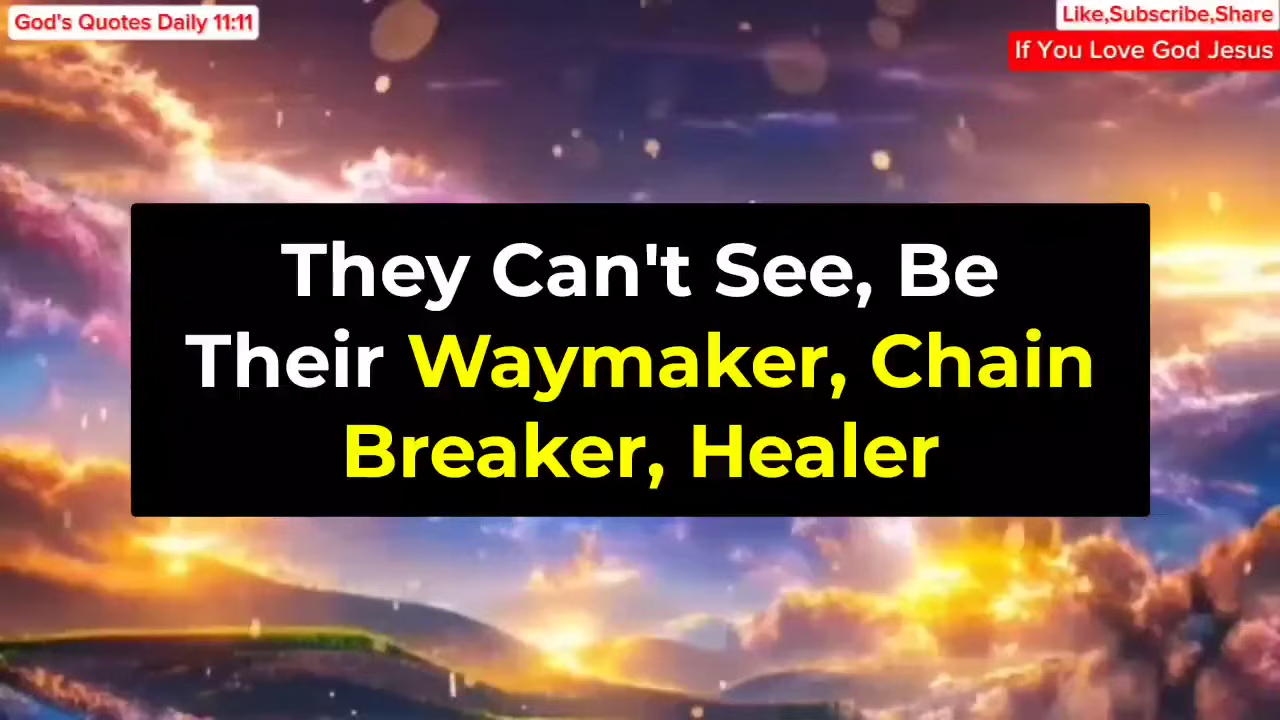 God's Quotes Daily 11:11
Like,Subscribe,Share
If You Love God Jesus
They Can't See, Be
Their Waymaker, Chain
Breaker, Healer